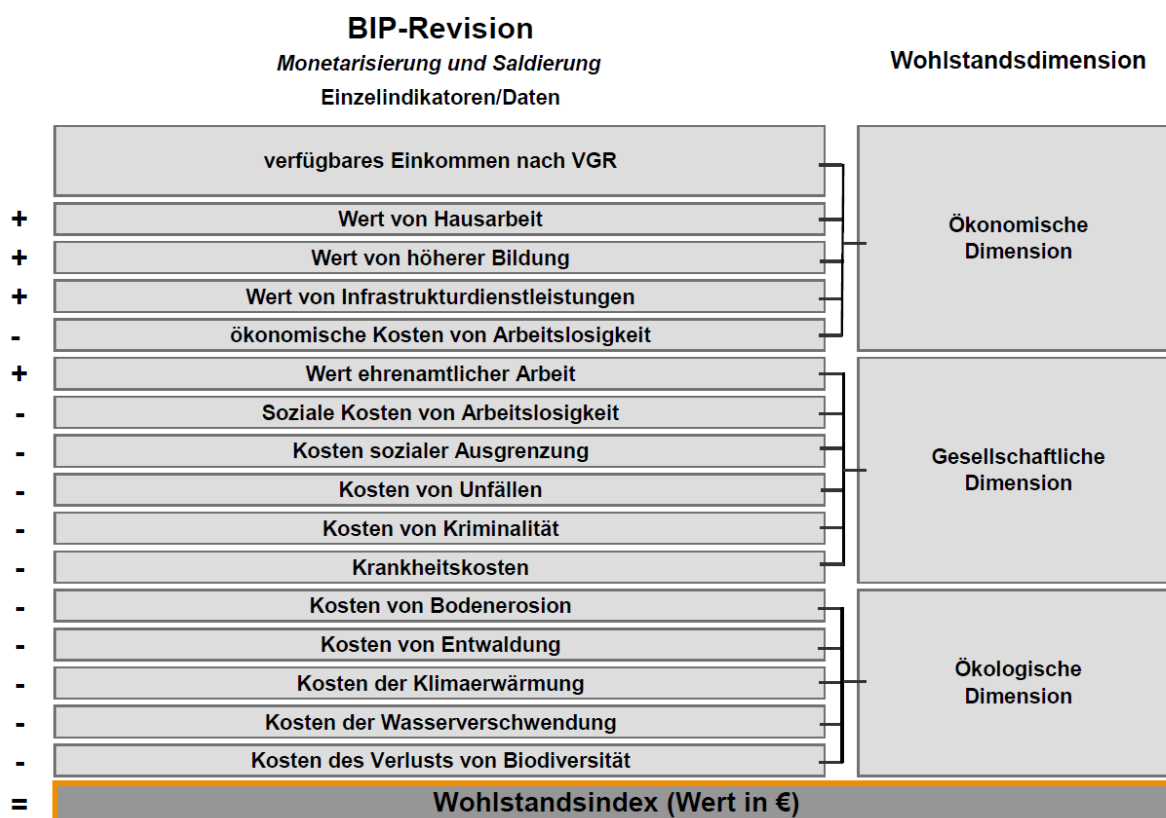 BIP-Revision
Monetarisierung und Saldierung
Einzelindikatoren/Daten
Wohlstandsdimension
verfügbares Einkommen nach VGR
+ Wert von Hausarbeit
+ Wert von höherer Bildung
+ Wert von Infrastrukturdienstleistungen
- ökonomische Kosten von Arbeitslosigkeit
Ökonomische
Dimension
+ Wert ehrenamtlicher Arbeit
- Soziale Kosten von Arbeitslosigkeit
- Kosten sozialer Ausgrenzung
- Kosten von Unfällen
- Kosten von Kriminalität
- Krankheitskosten
Gesellschaftliche
Dimension
- Kosten von Bodenerosion
- Kosten von Entwaldung
- Kosten der Klimaerwärmung
- Kosten der Wasserverschwendung
- Kosten des Verlusts von Biodiversität
Ökologische
Dimension
= Wohlstandsindex (Wert in €)